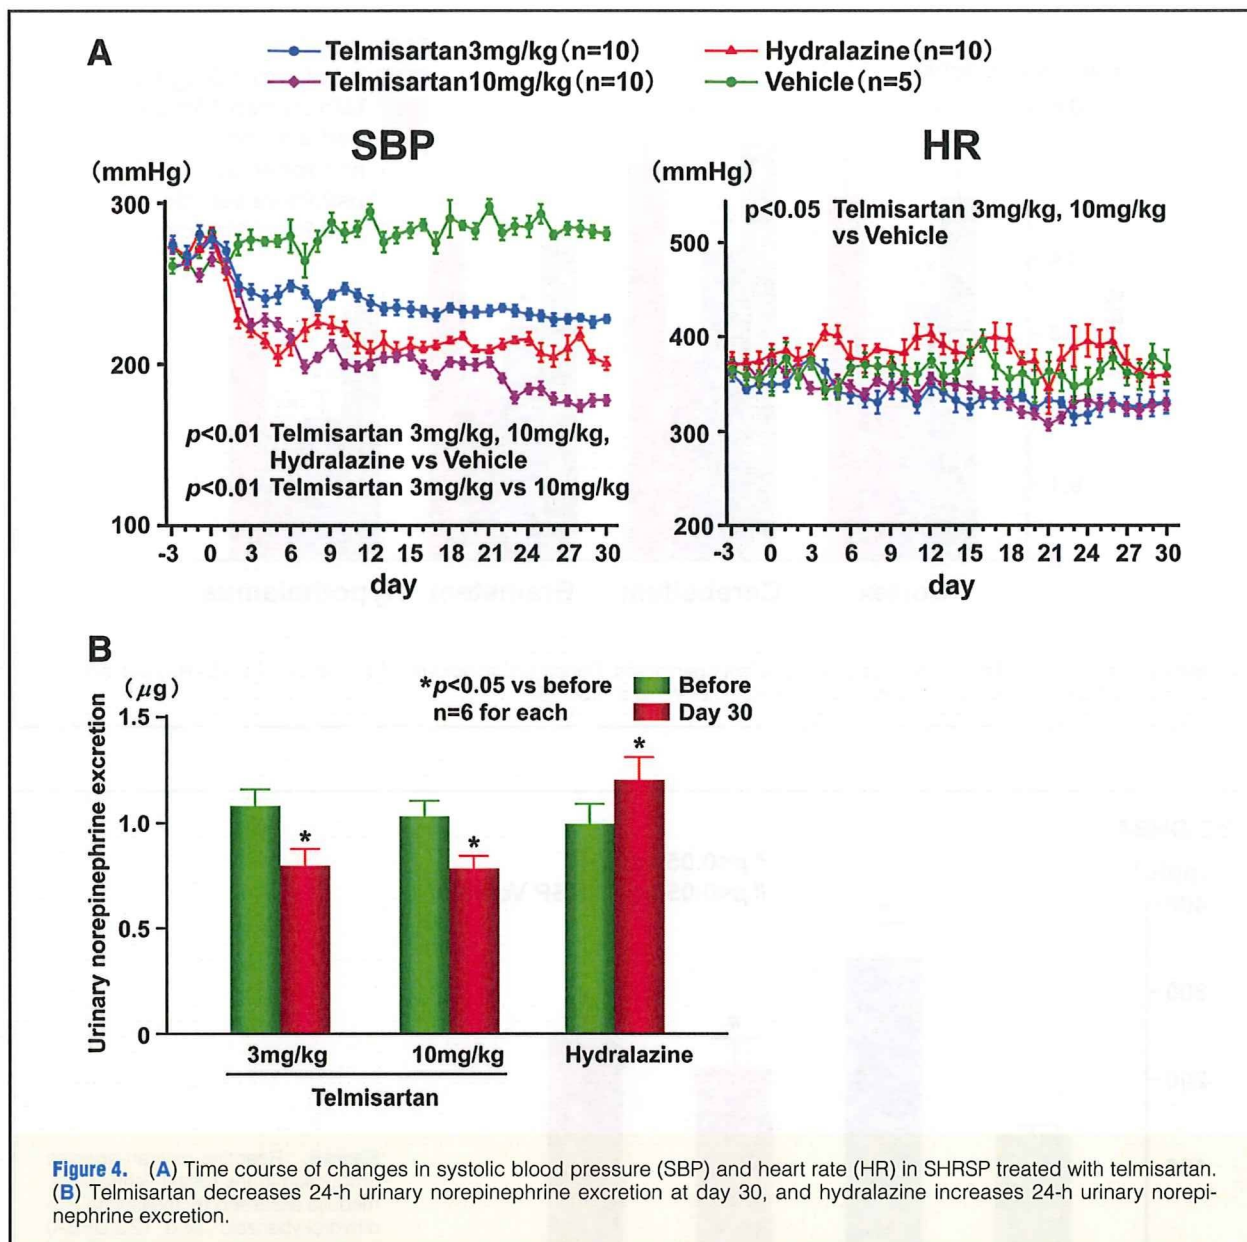 A
Telmisartan3mg/kg(n=10)
Hydralazine(n=10)
Telmisartan10mg/kg(n=10)
Vehicle(n=5)
SBP
(mmHg)
300
200
100
p<0.01 Telmisartan 3mg/kg, 10mg/kg,
Hydralazine vs Vehicle
p<0.01 Telmisartan 3mg/kg vs 10mg/kg
-3 0 3 6 9 12 15 18 21 24 27 30
day
HR
(mmHg)
p<0.05 Telmisartan 3mg/kg, 10mg/kg
vs Vehicle
500
400
300
200
-3 0 3 6 9 12 15 18 21 24 27 30
day
B
(μg)
Urinary norepinephrine excretion
*p<0.05 vs before
n=6 for each
Before
Day 30
1.5
1.0
0.5
0
*
*
*
3mg/kg 10mg/kg Hydralazine
Telmisartan
Figure 4. (A) Time course of changes in systolic blood pressure (SBP) and heart rate (HR) in SHRSP treated with telmisartan.
(B) Telmisartan decreases 24-h urinary norepinephrine excretion at day 30, and hydralazine increases 24-h urinary norepi-
nephrine excretion.